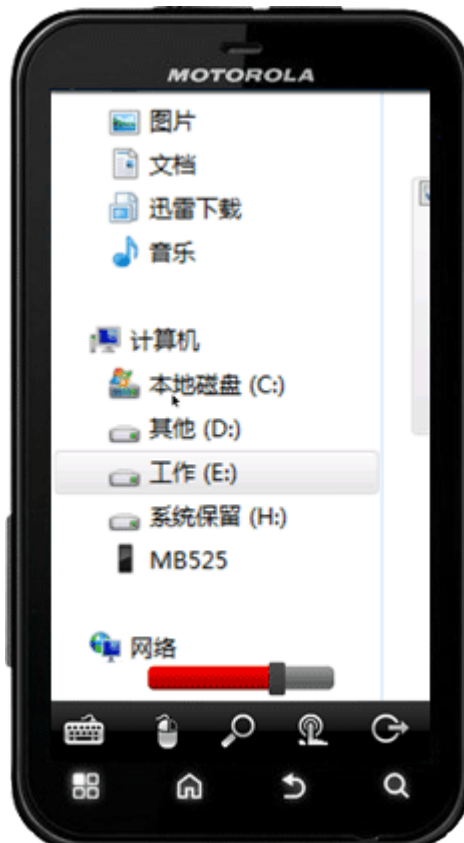 MOTOROLA
图片
文档
迅雷下载
音乐
计算机
本地磁盘 (C:)
其他 (D:)
工作 (E:)
系统保留 (H:)
MB525
网络